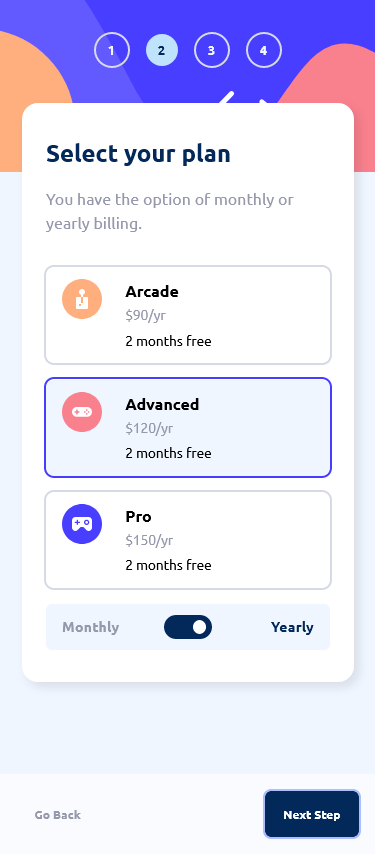 1 2 3 4
Select your plan
You have the option of monthly or
yearly billing.
Arcade
$90/yr
2 months free
Advanced
$120/yr
2 months free
Pro
$150/yr
2 months free
Monthly Yearly
Go Back Next Step